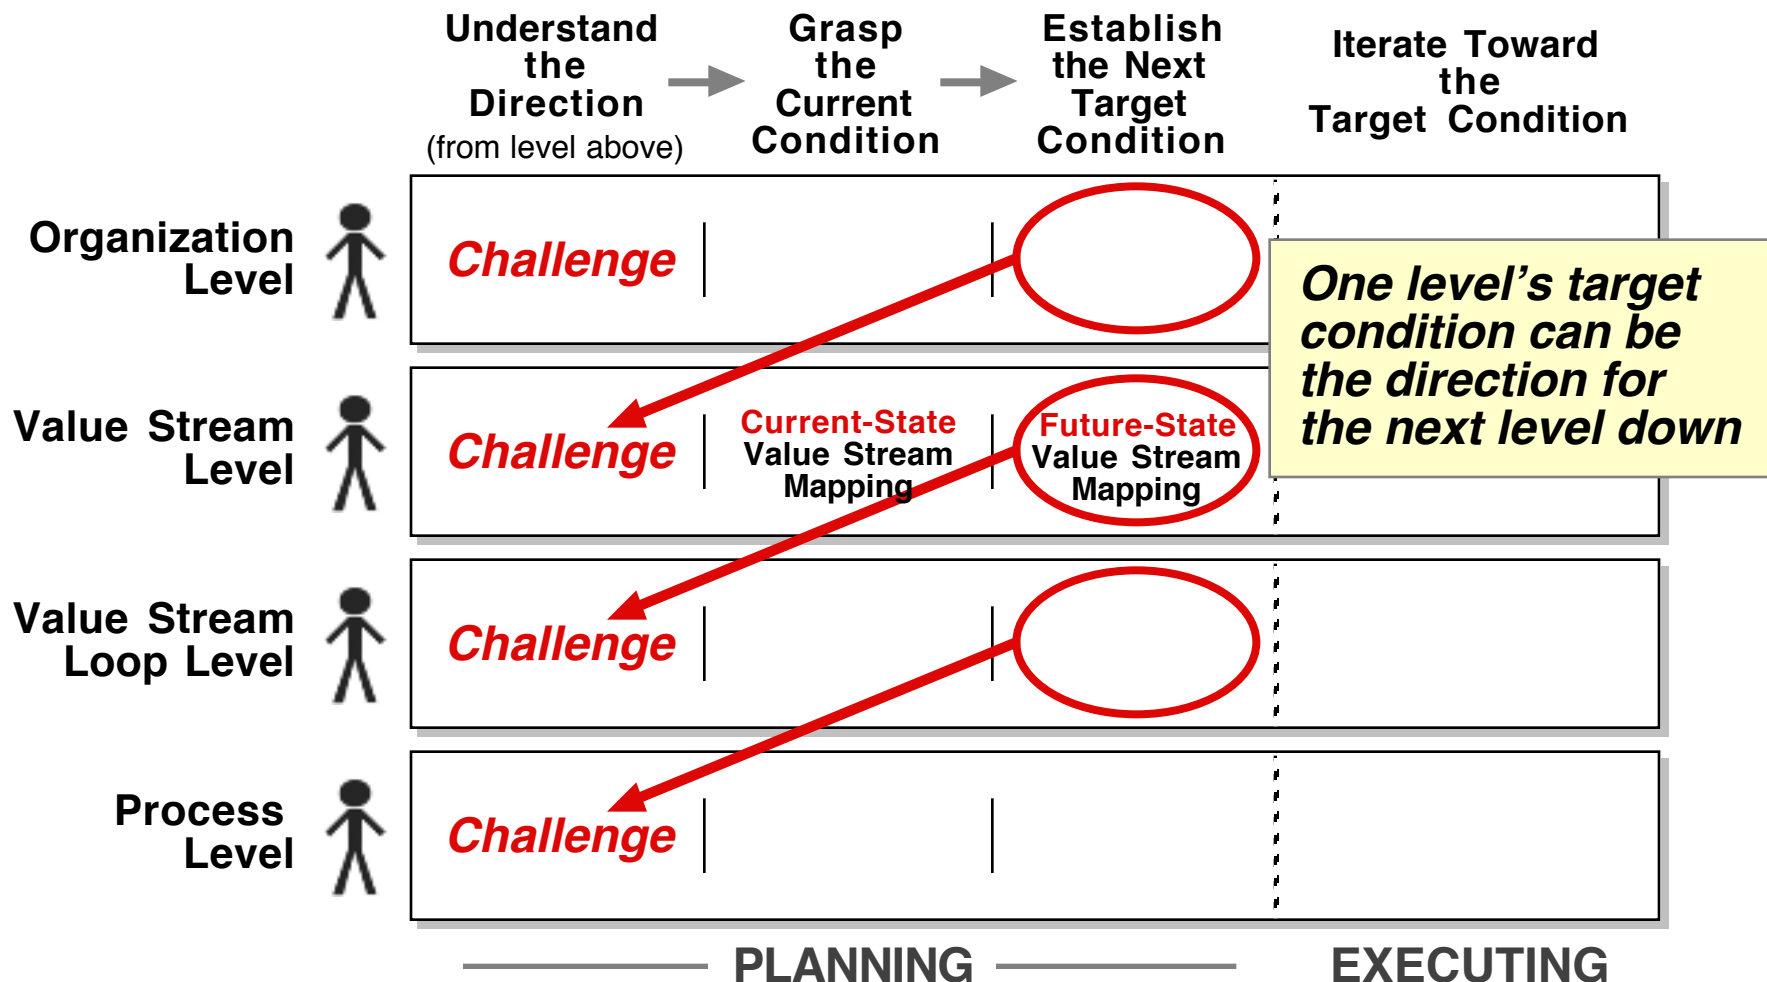 Understand
the
Direction
(from level above)
Grasp
the
Current
Condition
Establish
the Next
Target
Condition
Iterate Toward
the
Target Condition
Organization
Level
Challenge
One level’s target
condition can be
the direction for
the next level down
Value Stream
Level
Challenge
Current-State
Value Stream
Mapping
Future-State
Value Stream
Mapping
Value Stream
Loop Level
Challenge
Process
Level
Challenge
PLANNING
EXECUTING